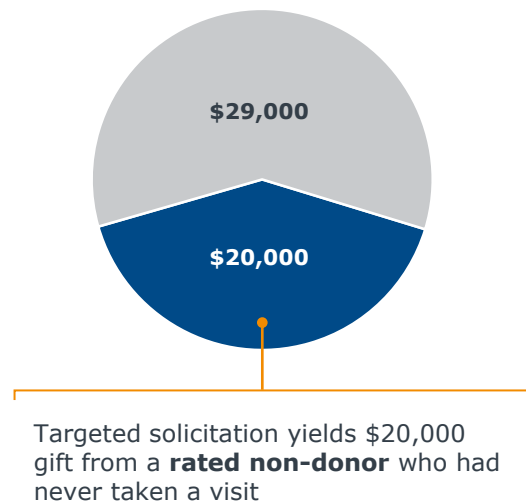 $29,000
$20,000
Targeted solicitation yields $20,000
gift from a rated non-donor who had
never taken a visit